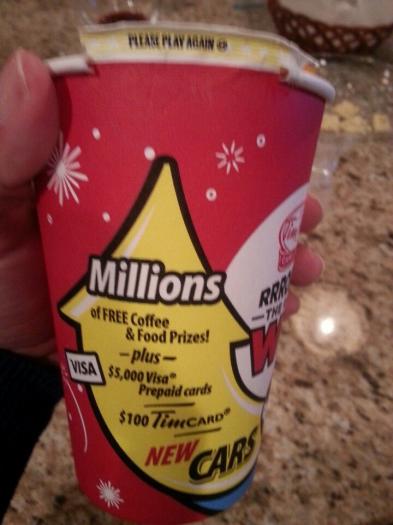 PLEASE PLAY AGAIN
Millions
of FREE Coffee
& Food Prizes!
— plus —
VISA
$5,000 Visa®
Prepaid cards
$100 TimCARD®
NEW CARS
RRR
— THE
W